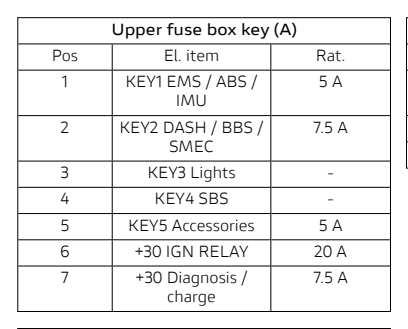 Upper fuse box key (A)
Pos El. item Rat.
1 KEY1 EMS / ABS / 5 A
IMU
2 KEY2 DASH / BBS / 7.5 A
SMEC
3 KEY3 Lights -
4 KEY4 SBS -
5 KEY5 Accessories 5 A
6 +30 IGN RELAY 20 A
7 +30 Diagnosis / 7.5 A
charge